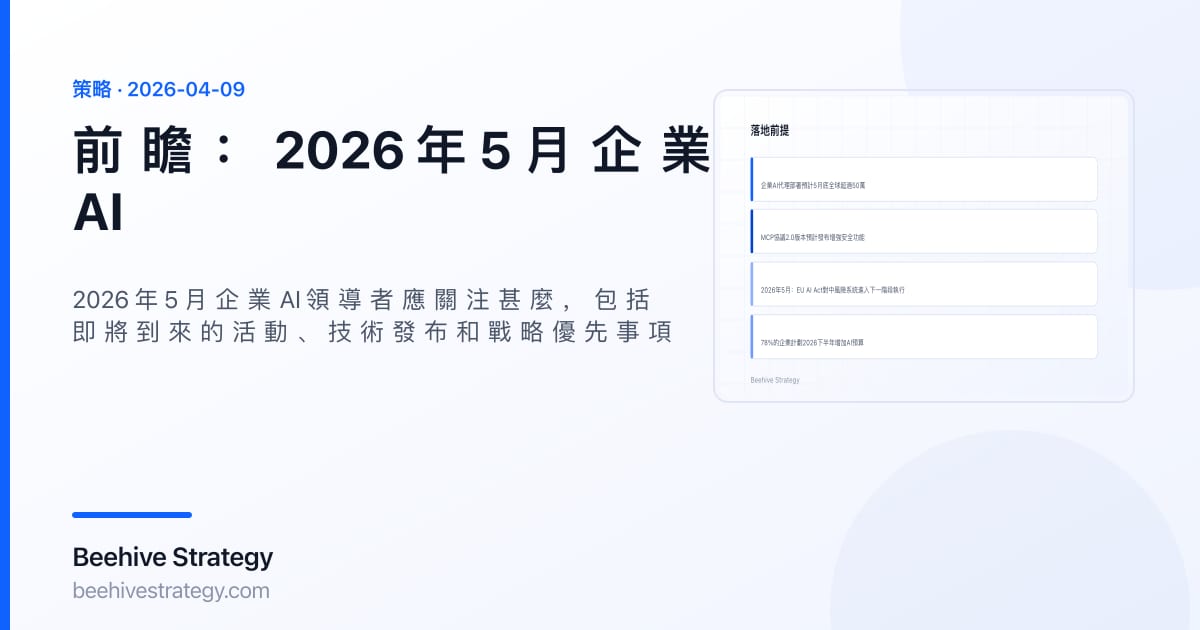 策略 · 2026-04-09
前瞻：2026年5月企業
AI
2026年5月企業AI領導者應關注甚麼，包括
即將到來的活動、技術發布和戰略優先事項
落地前提
企業AI代理部署預計5月底全球超過50萬
MCP協議2.0版本預計發布增強安全功能
2026年5月：EU AI Act對中風險系統進入下一階段執行
78%的企業計劃2026下半年增加AI預算
Beehive Strategy
Beehive Strategy
beehivestrategy.com